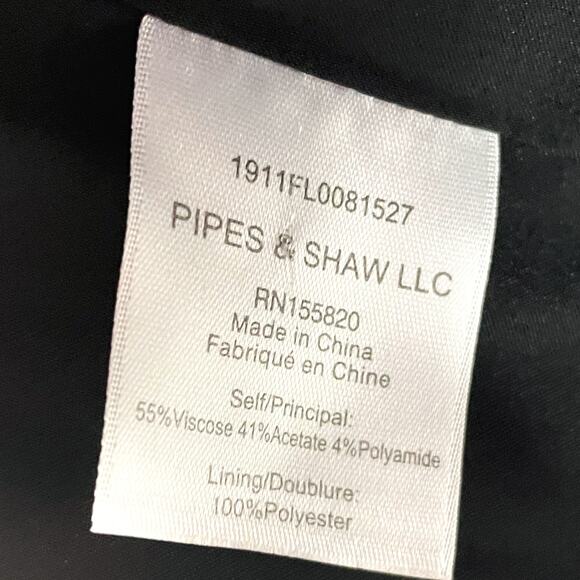 1911FL0081527
PIPES & SHAW LLC
RN155820
Made in China
Fabriqué en Chine
Self/Principal:
55%Viscose 41%Acetate 4%Polyamide
Lining/Doublure:
100%Polyester